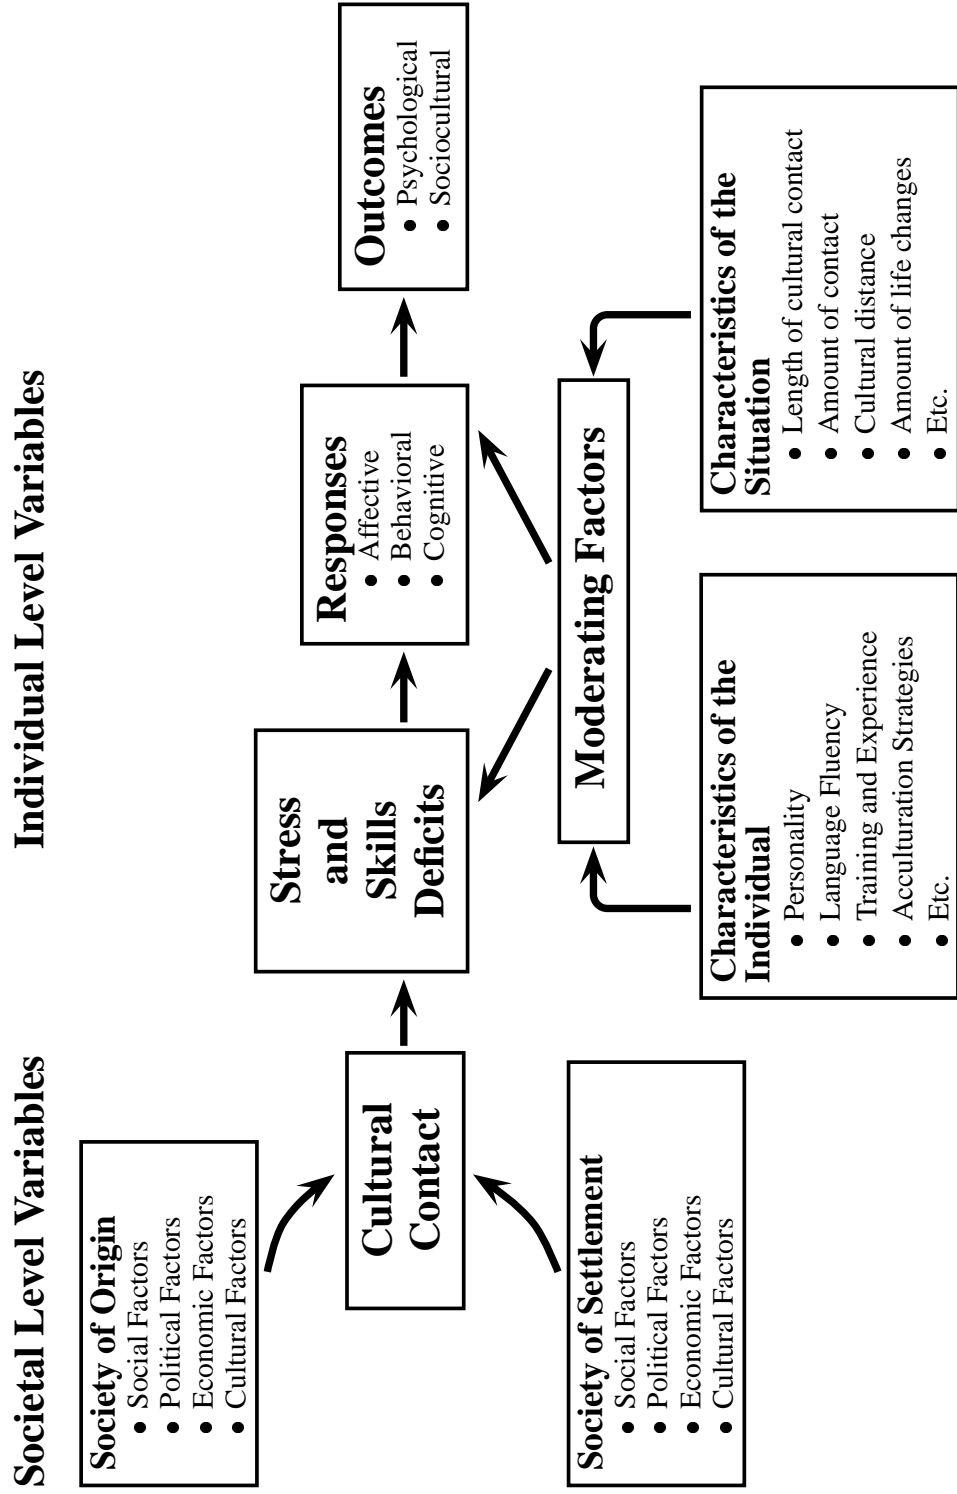 Societal Level Variables
Individual Level Variables
Society of Origin
• Social Factors
• Political Factors
• Economic Factors
• Cultural Factors
Cultural
Contact
Society of Settlement
• Social Factors
• Political Factors
• Economic Factors
• Cultural Factors
Stress
and
Skills
Deficits
Responses
• Affective
• Behavioral
• Cognitive
Outcomes
• Psychological
• Sociocultural
Moderating Factors
Characteristics of the
Individual
• Personality
• Language Fluency
• Training and Experience
• Acculturation Strategies
• Etc.
Characteristics of the
Situation
• Length of cultural contact
• Amount of contact
• Cultural distance
• Amount of life changes
• Etc.